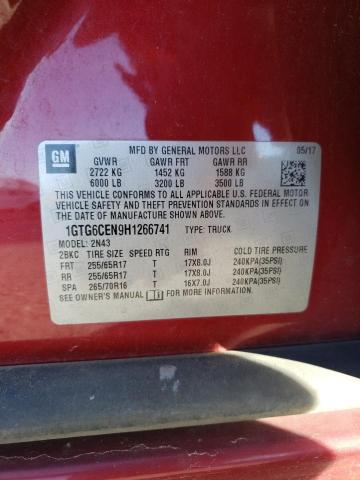 GM
MFD BY GENERAL MOTORS LLC 05/17
GVWR GAWR FRT GAWR RR
2722 KG 1452 KG 1588 KG
6000 LB 3200 LB 3500 LB
THIS VEHICLE CONFORMS TO ALL APPLICABLE U.S. FEDERAL MOTOR
VEHICLE SAFETY AND THEFT PREVENTION STANDARDS IN EFFECT ON
THE DATE OF MANUFACTURE SHOWN ABOVE.
1GTG6CEN9H1266741 TYPE: TRUCK
MODEL: 2N43
2BKC TIRE SIZE SPEED RTG RIM COLD TIRE PRESSURE
FRT 255/65R17 T 17X8.0J 240KPA(35PSI)
RR 255/65R17 T 17X8.0J 240KPA(35PSI)
SPA 265/70R16 T 16X7.0J 240KPA(35PSI)
SEE OWNER'S MANUAL FOR MORE INFORMATION.